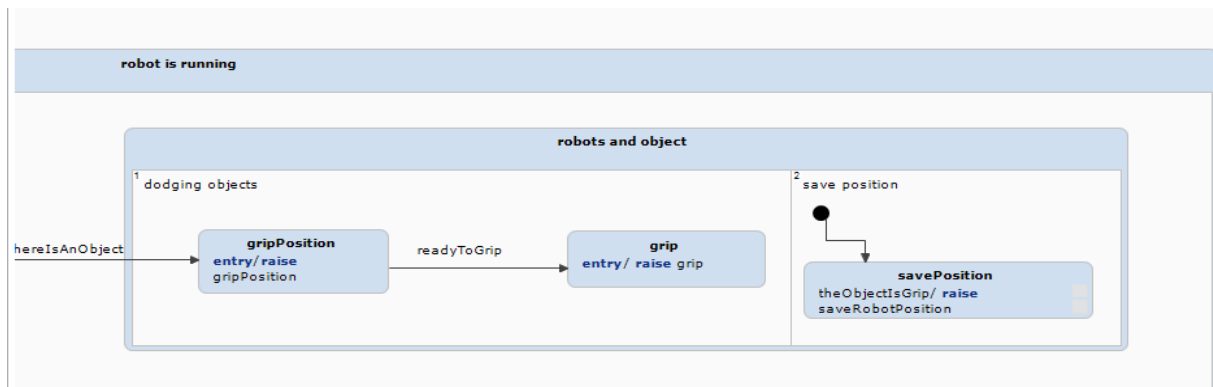 robot is running
robots and object
1
dodging objects
2
save position
hereIsAnObject
gripPosition
entry/ raise
gripPosition
readyToGrip
grip
entry/ raise grip
savePosition
theObjectIsGrip/ raise
saveRobotPosition